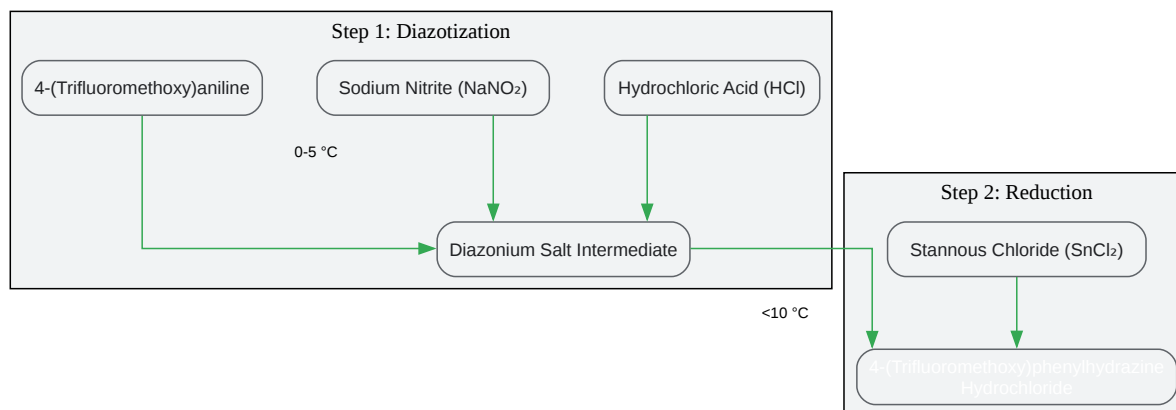 Step 1: Diazotization
4-(Trifluoromethoxy)aniline
Sodium Nitrite (NaNO₂)
Hydrochloric Acid (HCl)
0-5 °C
Diazonium Salt Intermediate
<10 °C
Step 2: Reduction
Stannous Chloride (SnCl₂)
4-(Trifluoromethoxy)phenylhydrazine
Hydrochloride